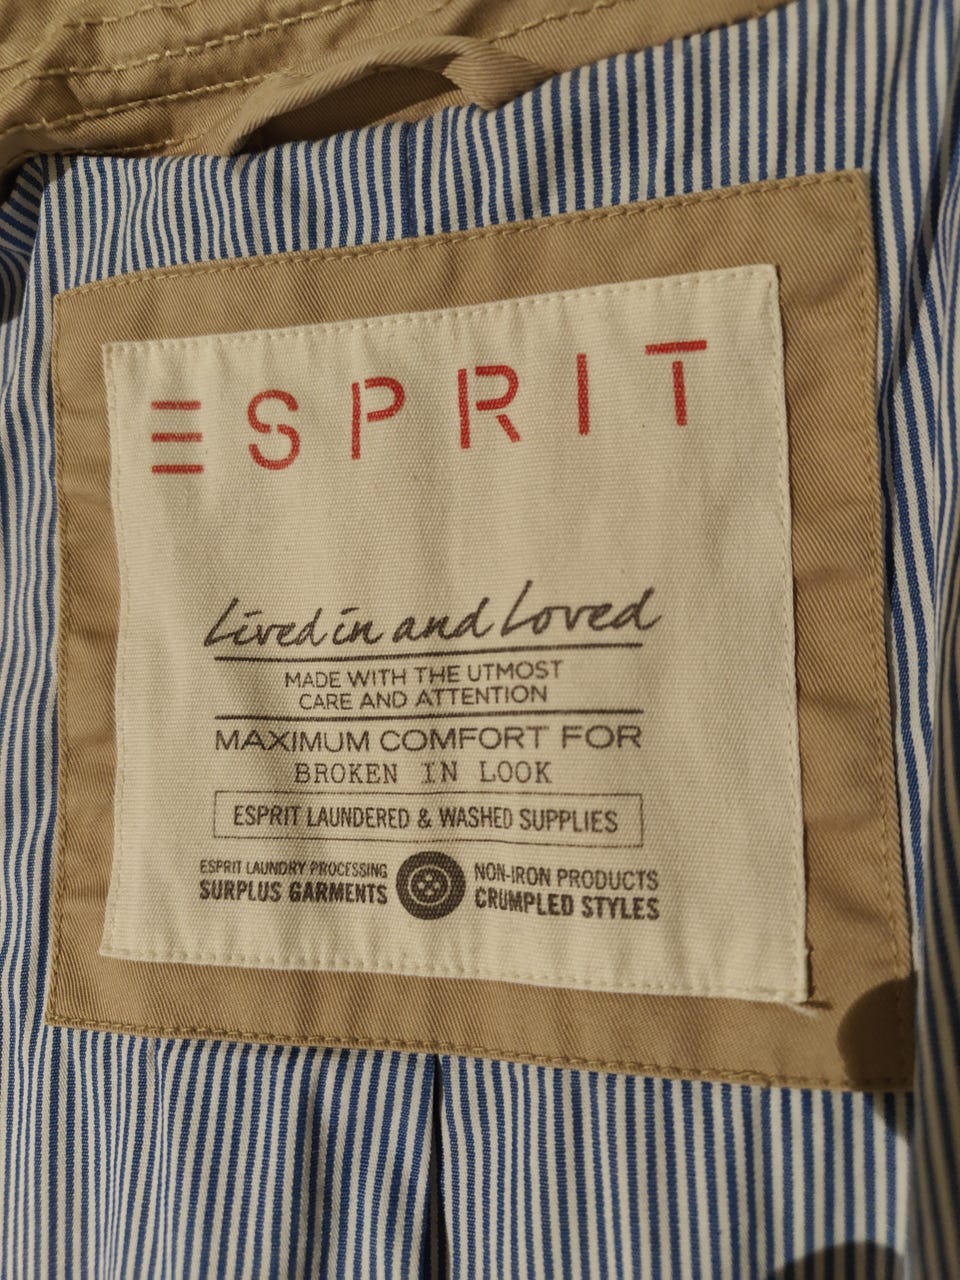 ESPRIT
Lived in and Loved
MADE WITH THE UTMOST
CARE AND ATTENTION
MAXIMUM COMFORT FOR
BROKEN IN LOOK
ESPRIT LAUNDERED & WASHED SUPPLIES
ESPRIT LAUNDRY PROCESSING
SURPLUS GARMENTS
NON-IRON PRODUCTS
CRUMPLED STYLES